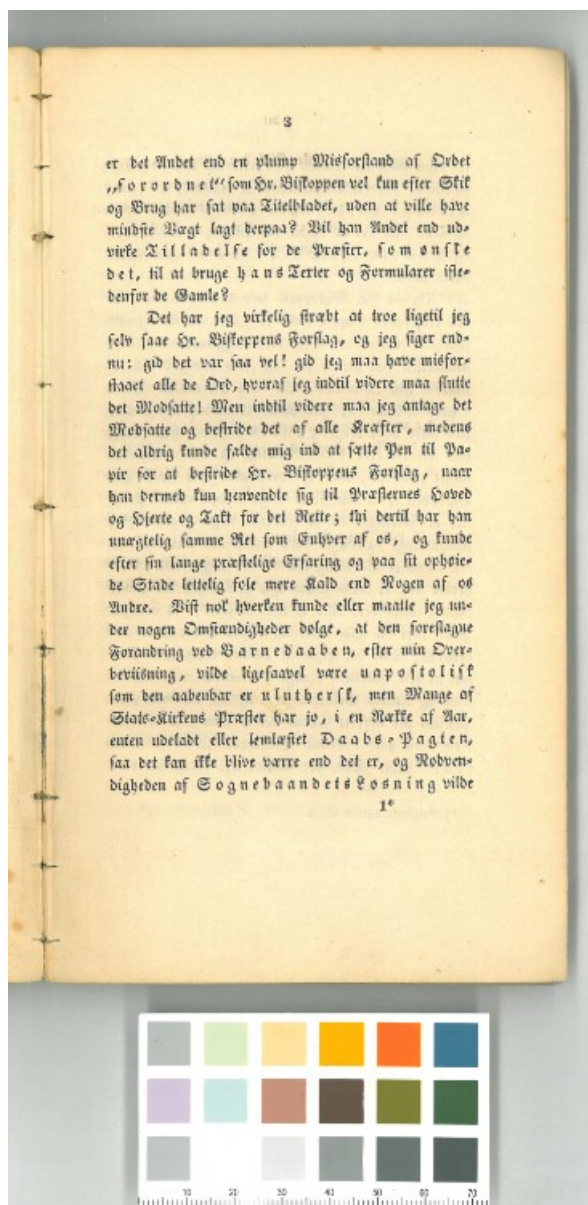 3
er det Andet end en plump Misforstand af Ordet
„forordnet“ som Hr. Biskoppen vel kun efter Skik
og Brug har sat paa Titelbladet, uden at ville have
mindste Vægt lagt derpaa? Vil han Andet end ud-
virke Tilladelse for de Præster, som ønske
det, til at bruge hans Texter og Formularer iste-
denfor de Gamle?
Det har jeg virkelig stræbt at troe ligetil jeg
selv saae Hr. Biskoppens Forslag, og jeg siger end-
nu: gid det var saa vel! gid jeg maa have misfor-
staaet alle de Ord, hvoraf jeg indtil videre maa slutte
det Modsatte! Men indtil videre maa jeg antage det
Modsatte og bestride det af alle Kræfter, medens
det aldrig kunde falde mig ind at sætte Pen til Pa-
pir for at bestride Hr. Biskoppens Forslag, naar
han dermed kun henvendte sig til Præsternes Hoved
og Hjerte og Takt for det Rette; thi dertil har han
unægtelig samme Ret som Enhver af os, og kunde
efter sin lange præstelige Erfaring og paa sit ophøie-
de Stade lettelig føle mere Kald end Nogen af os
Andre. Vist nok hverken kunde eller maatte jeg un-
der nogen Omstændigheder dølge, at den foreslagne
Forandring ved Barnedaaben, efter min Over-
beviisning, vilde ligesaavel være uapostolisk
som den aabenbar er uluthersk, men Mange af
Stats-Kirkens Præster har jo, i en Række af Aar,
enten udeladt eller lemlæstet Daabs-Pagten,
saa det kan ikke blive værre end det er, og Nødven-
digheden af Sognebaandets Løsning vilde
1*
10 20 30 40 50 60 70